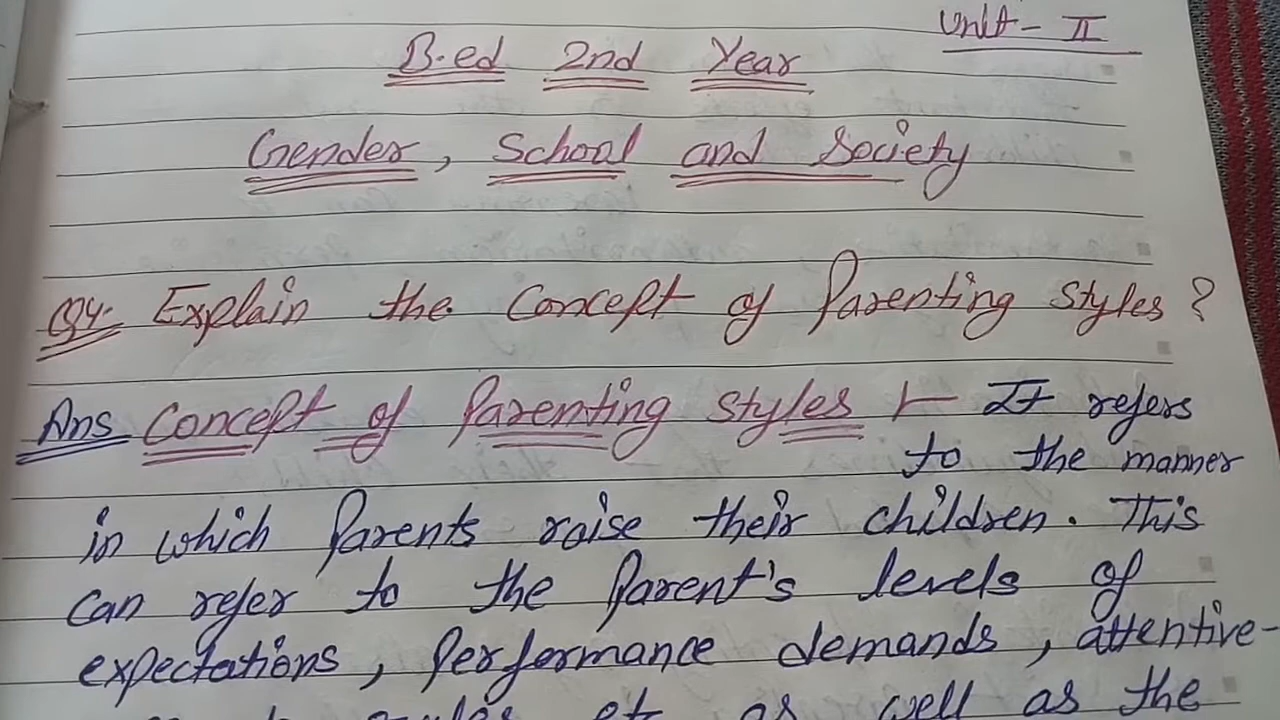 Unit - II
B.ed 2nd Year
Gender, School and Society
Q4. Explain the Concept of Parenting Styles ?
Ans Concept of Parenting Styles :- It refers
to the manner
in which Parents raise their children. This
can refer to the Parent's levels of
expectations, Performance demands, attentive-
as well as the